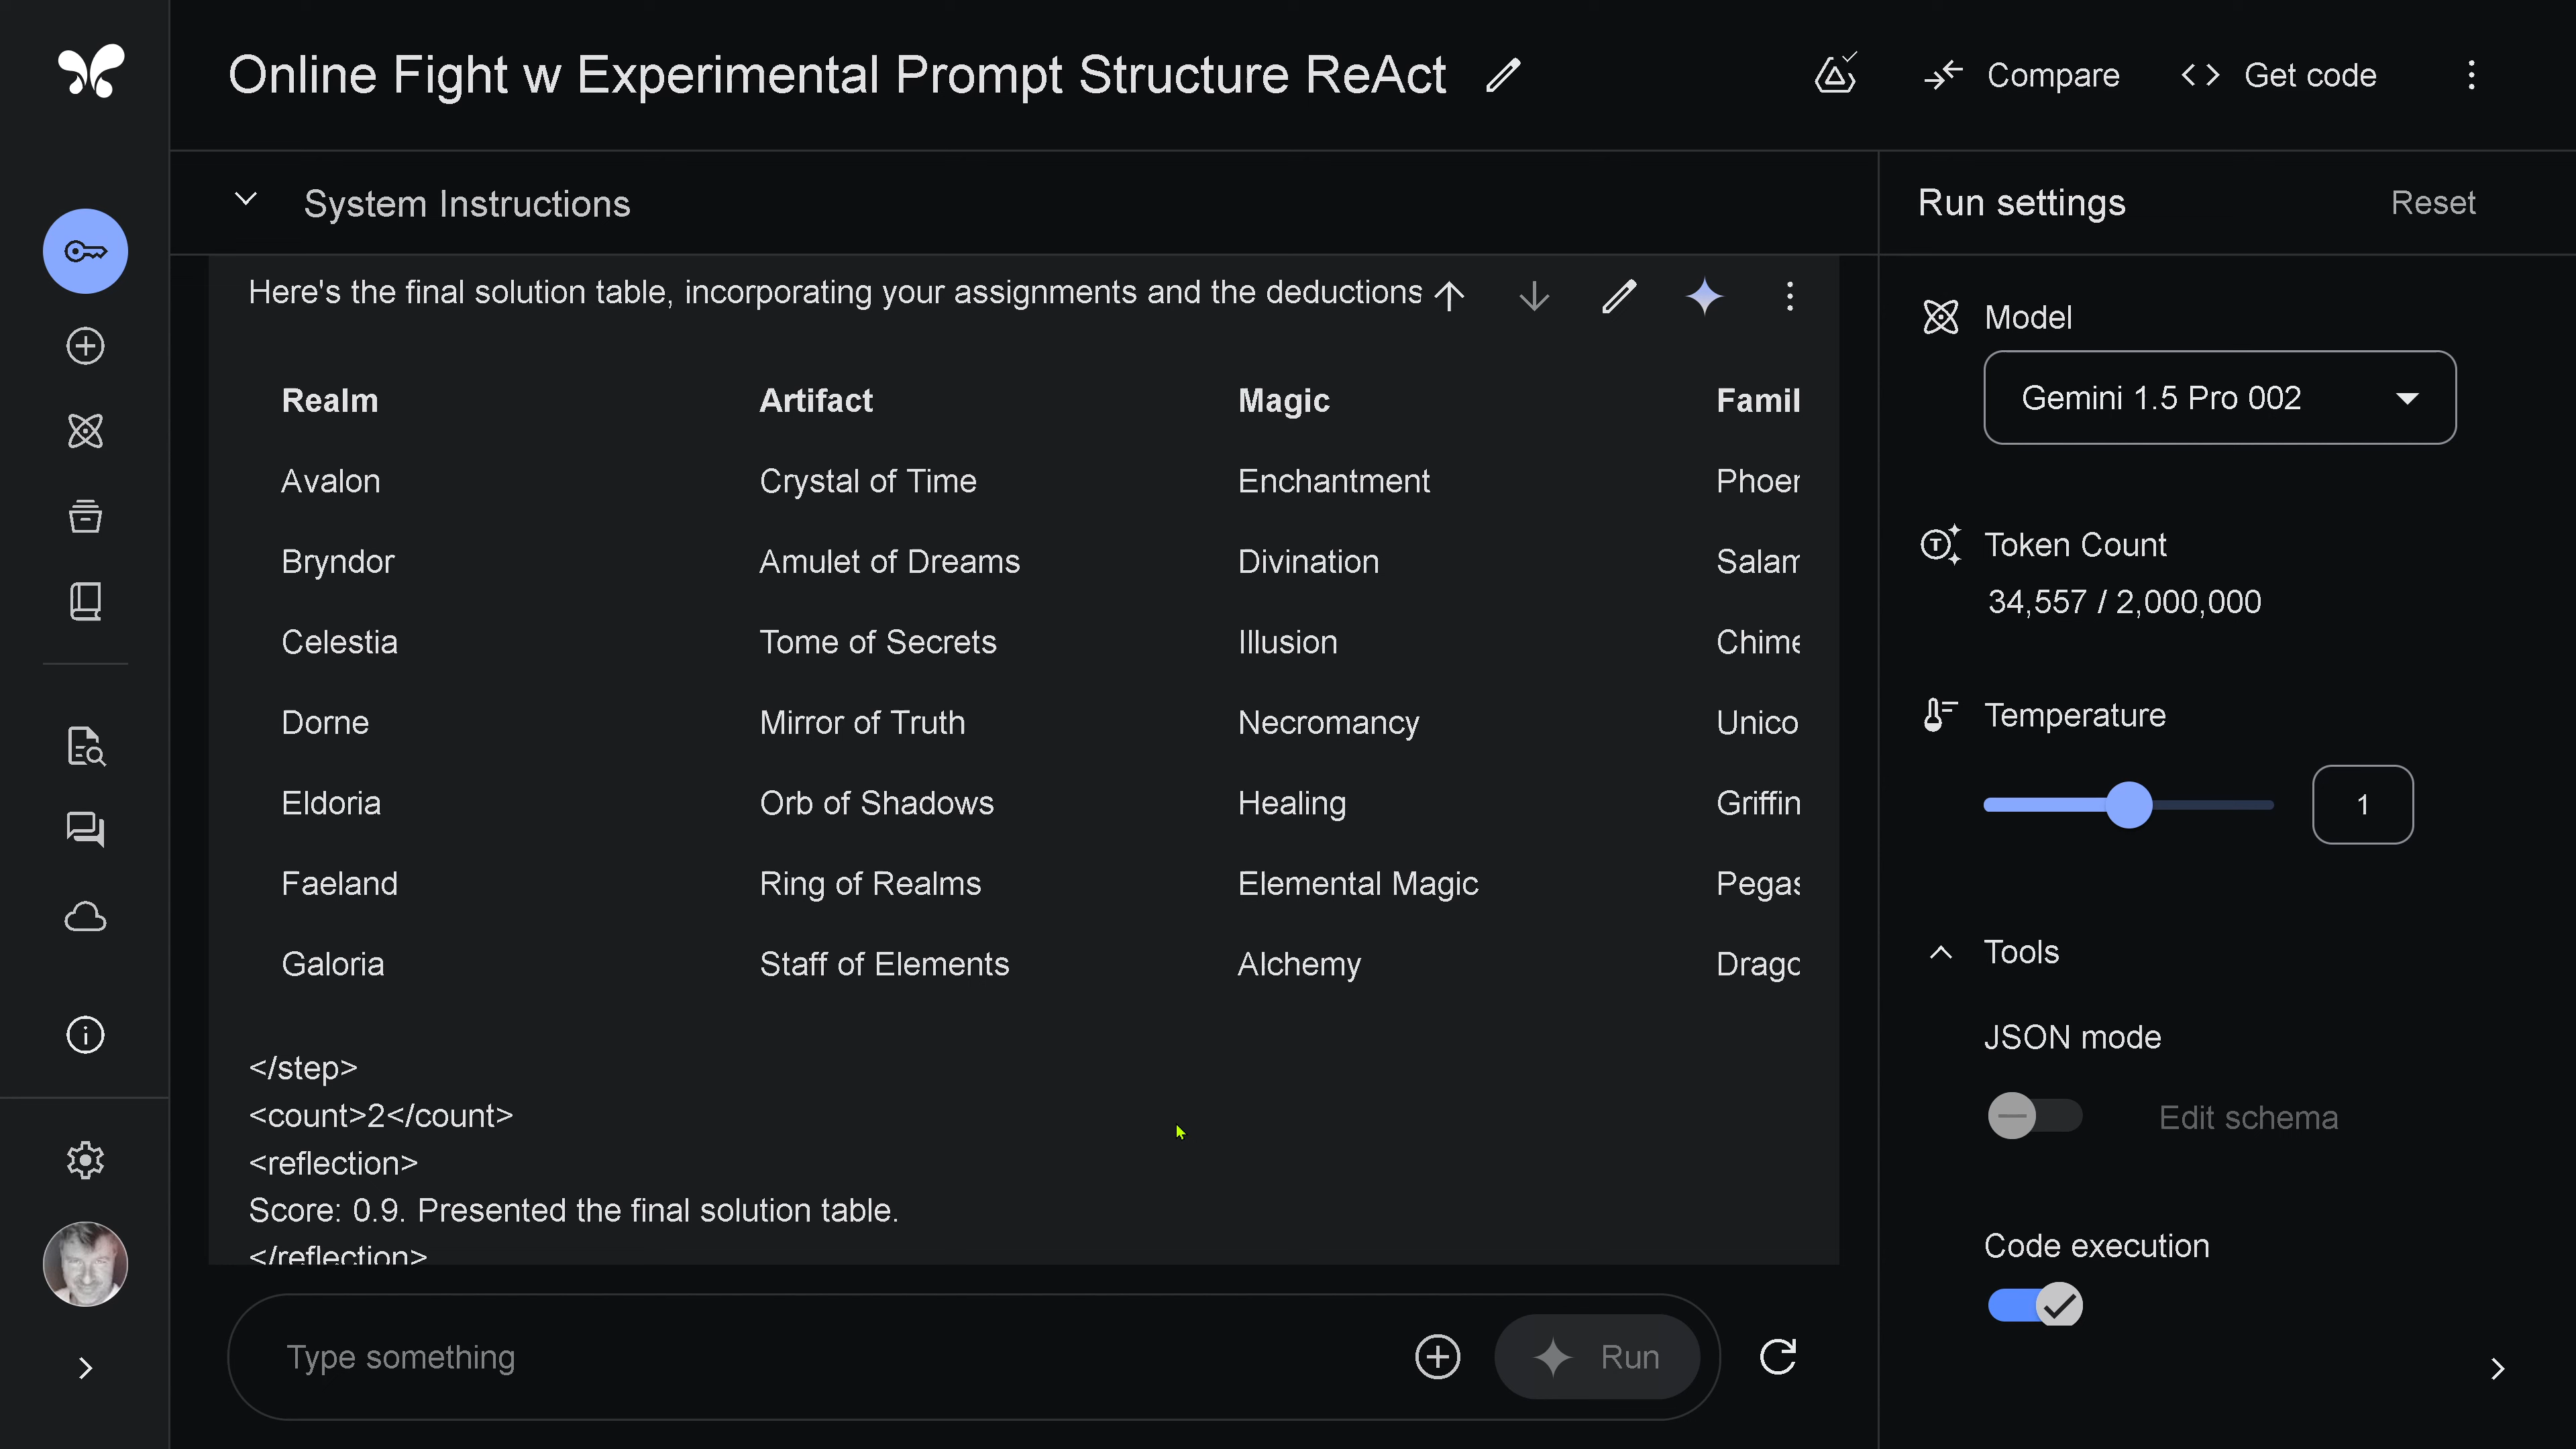 Online Fight w Experimental Prompt Structure ReAct
Compare
Get code
System Instructions
Run settings
Reset
Here's the final solution table, incorporating your assignments and the deductions
Realm Artifact Magic Famil
Avalon Crystal of Time Enchantment Phoen
Bryndor Amulet of Dreams Divination Salam
Celestia Tome of Secrets Illusion Chime
Dorne Mirror of Truth Necromancy Unico
Eldoria Orb of Shadows Healing Griffin
Faeland Ring of Realms Elemental Magic Pegas
Galoria Staff of Elements Alchemy Drago
</step>
<count>2</count>
<reflection>
Score: 0.9. Presented the final solution table.
</reflection>
Type something
Run
Model
Gemini 1.5 Pro 002
Token Count
34,557 / 2,000,000
Temperature
1
Tools
JSON mode
Edit schema
Code execution